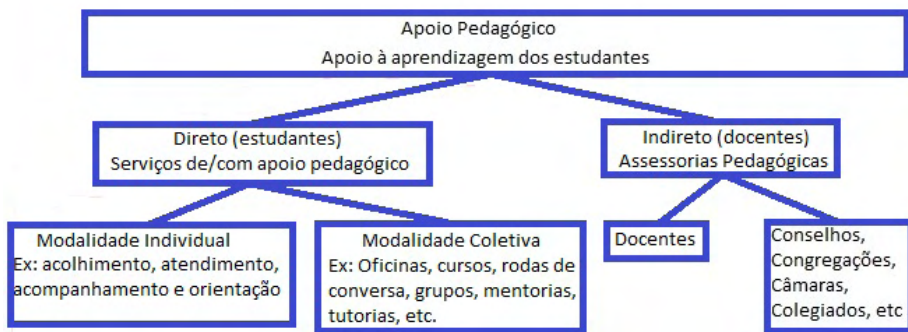 Apoio Pedagógico
Apoio à aprendizagem dos estudantes
Direto (estudantes)
Serviços de/com apoio pedagógico
Indireto (docentes)
Assessorias Pedagógicas
Modalidade Individual
Ex: acolhimento, atendimento,
acompanhamento e orientação
Modalidade Coletiva
Ex: Oficinas, cursos, rodas de
conversa, grupos, mentorias,
tutorias, etc.
Docentes
Conselhos,
Congregações,
Câmaras,
Colegiados, etc